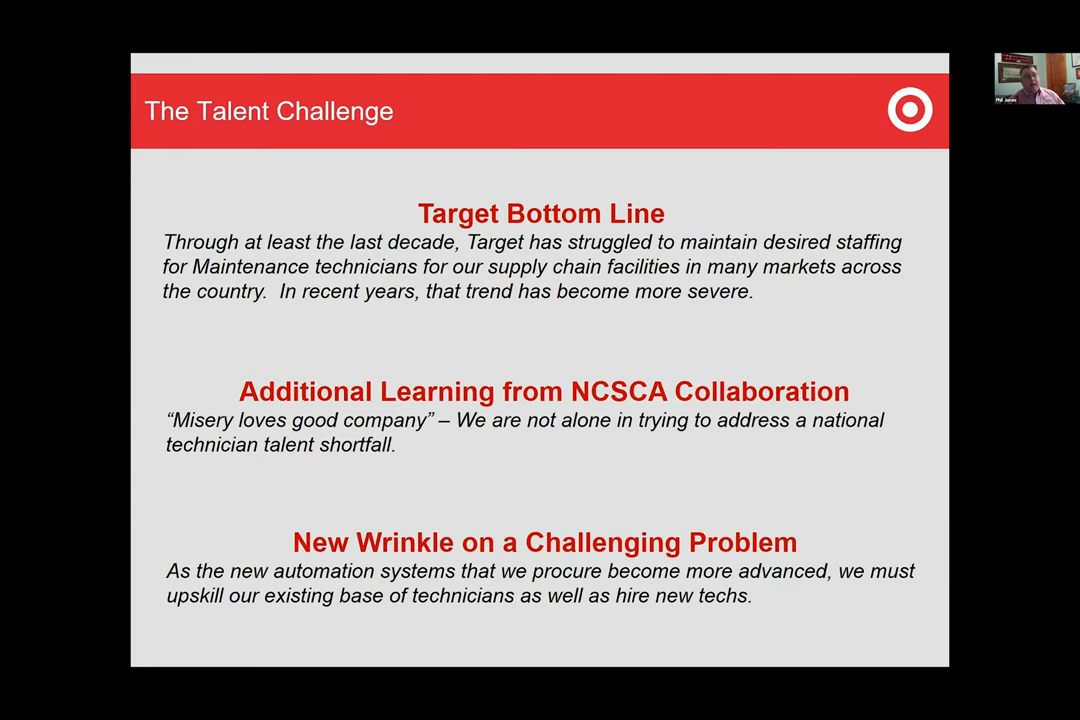 The Talent Challenge
Phil Jones
Target Bottom Line
Through at least the last decade, Target has struggled to maintain desired staffing
for Maintenance technicians for our supply chain facilities in many markets across
the country.  In recent years, that trend has become more severe.
Additional Learning from NCSCA Collaboration
“Misery loves good company” – We are not alone in trying to address a national
technician talent shortfall.
New Wrinkle on a Challenging Problem
As the new automation systems that we procure become more advanced, we must
upskill our existing base of technicians as well as hire new techs.